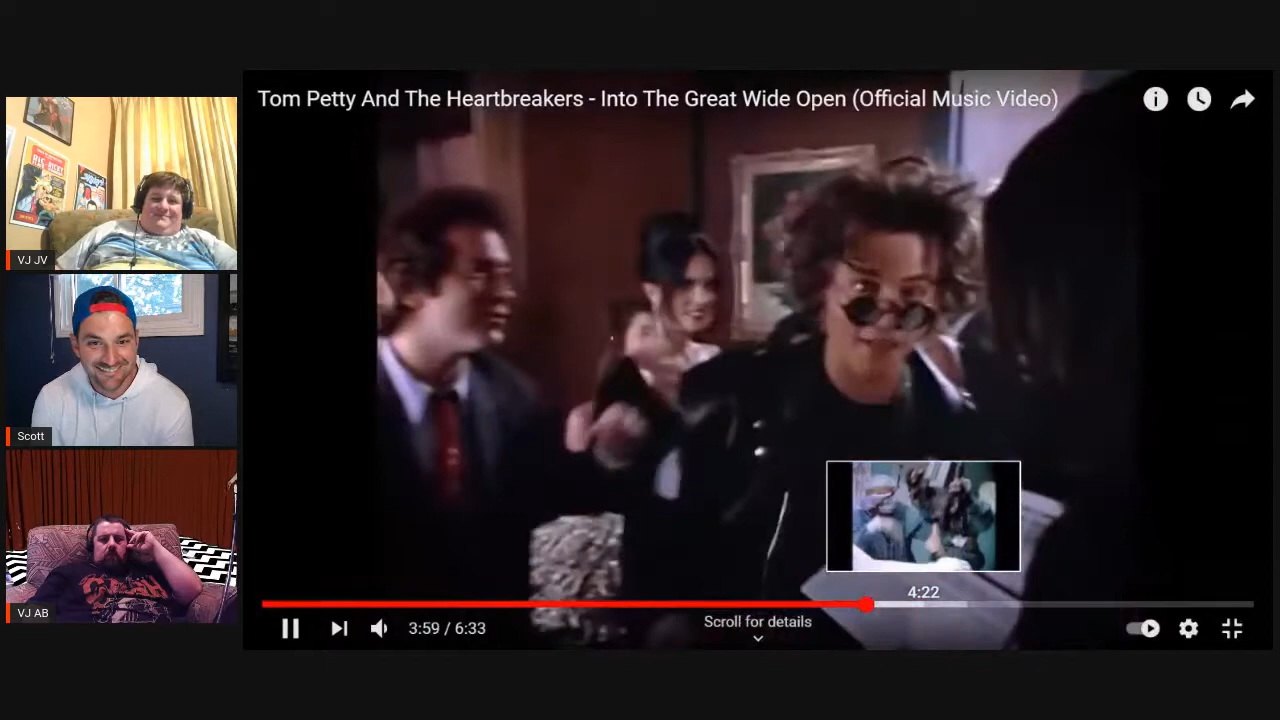 Tom Petty And The Heartbreakers - Into The Great Wide Open (Official Music Video)
VJ JV
Scott
VJ AB
4:22
3:59 / 6:33
Scroll for details